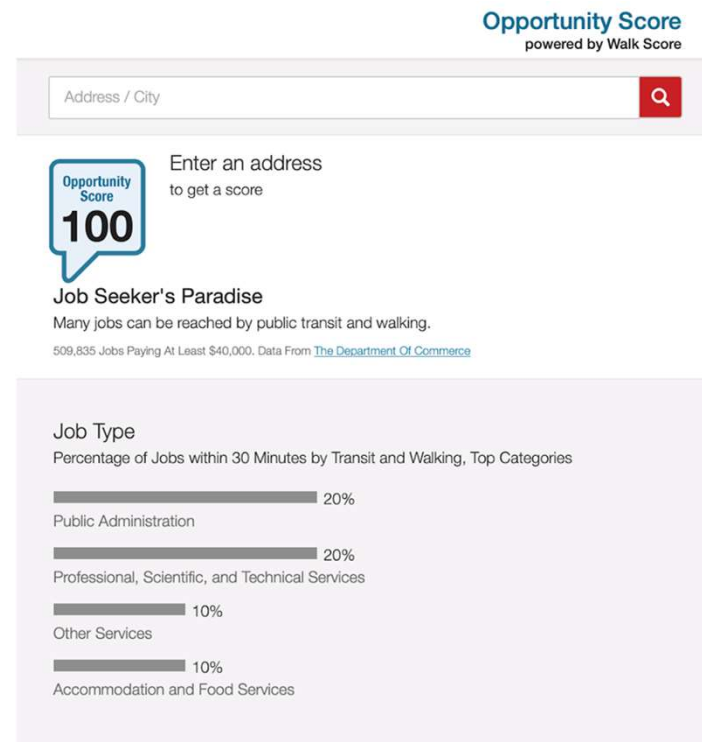 Opportunity Score
powered by Walk Score
Address / City
Enter an address
to get a score
Opportunity
Score
100
Job Seeker's Paradise
Many jobs can be reached by public transit and walking.
509,835 Jobs Paying At Least $40,000. Data From The Department Of Commerce
Job Type
Percentage of Jobs within 30 Minutes by Transit and Walking, Top Categories
20%
Public Administration
20%
Professional, Scientific, and Technical Services
10%
Other Services
10%
Accommodation and Food Services